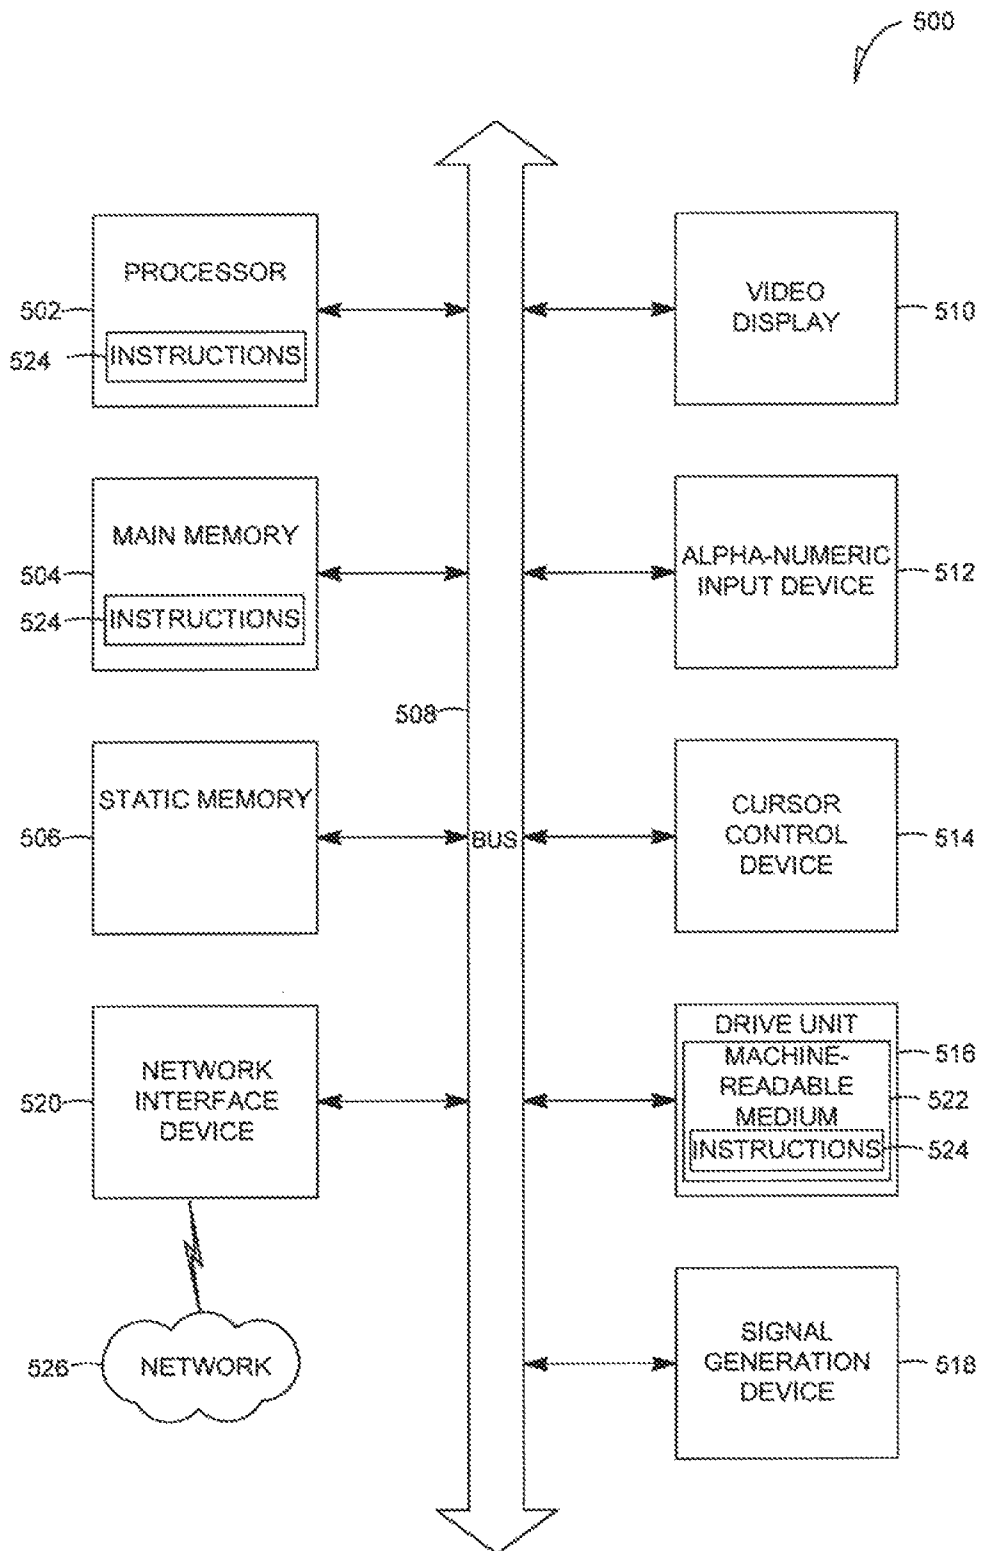 500
PROCESSOR
502
524
INSTRUCTIONS
VIDEO
DISPLAY
510
MAIN MEMORY
504
524
INSTRUCTIONS
ALPHA-NUMERIC
INPUT DEVICE
512
508
STATIC MEMORY
506
BUS
CURSOR
CONTROL
DEVICE
514
NETWORK
INTERFACE
DEVICE
520
DRIVE UNIT
516
MACHINE-
READABLE
MEDIUM
522
INSTRUCTIONS
524
526
NETWORK
SIGNAL
GENERATION
DEVICE
518